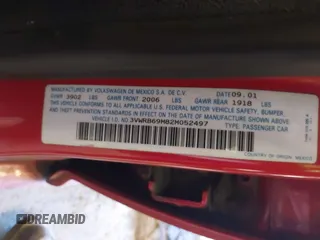 MFD. BY VOLKSWAGEN DE MEXICO S.A. DE C.V. DATE 09.01
GVWR 3902 LBS GAWR FRONT 2006 LBS GAWR REAR 1918 LBS
THIS VEHICLE CONFORMS TO ALL APPLICABLE
U.S. FEDERAL MOTOR VEHICLE SAFETY, BUMPER,
AND THEFT PREVENTION STANDARDS IN EFFECT
ON THE DATE OF MANUFACTURE SHOWN ABOVE
VEHICLE I.D. 3VWRB69M82M052497 TYPE: PASSENGER CAR
COUNTRY OF ORIGIN: MEXICO
DREAMBID